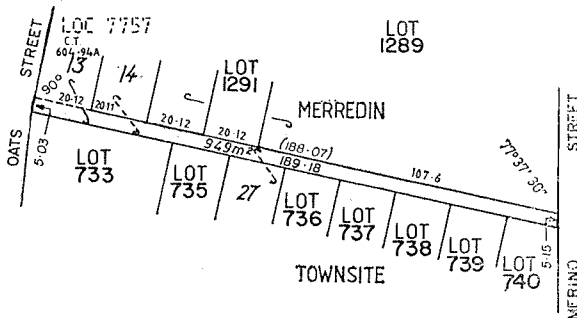 LOC 7757
C.T.
604-94A
13
14
LOT
1291
LOT
1289
MERREDIN
STREET
OATS
90°
20·12
2011
20·12
20·12
(188·07)
949m²
189·18
107·6
77°37'30"
5·03
5·15
LOT
733
LOT
735
27
LOT
736
LOT
737
LOT
738
LOT
739
LOT
740
TOWNSITE
STREET
MERINO